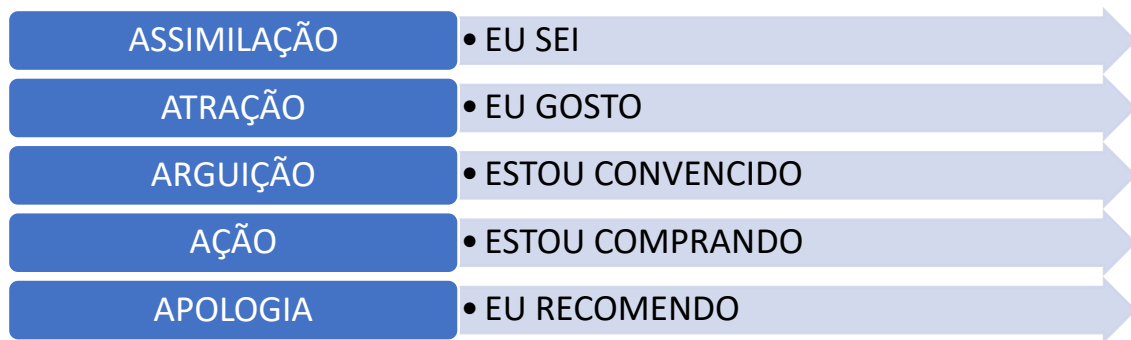 ASSIMILAÇÃO • EU SEI
ATRAÇÃO • EU GOSTO
ARGUIÇÃO • ESTOU CONVENCIDO
AÇÃO • ESTOU COMPRANDO
APOLOGIA • EU RECOMENDO